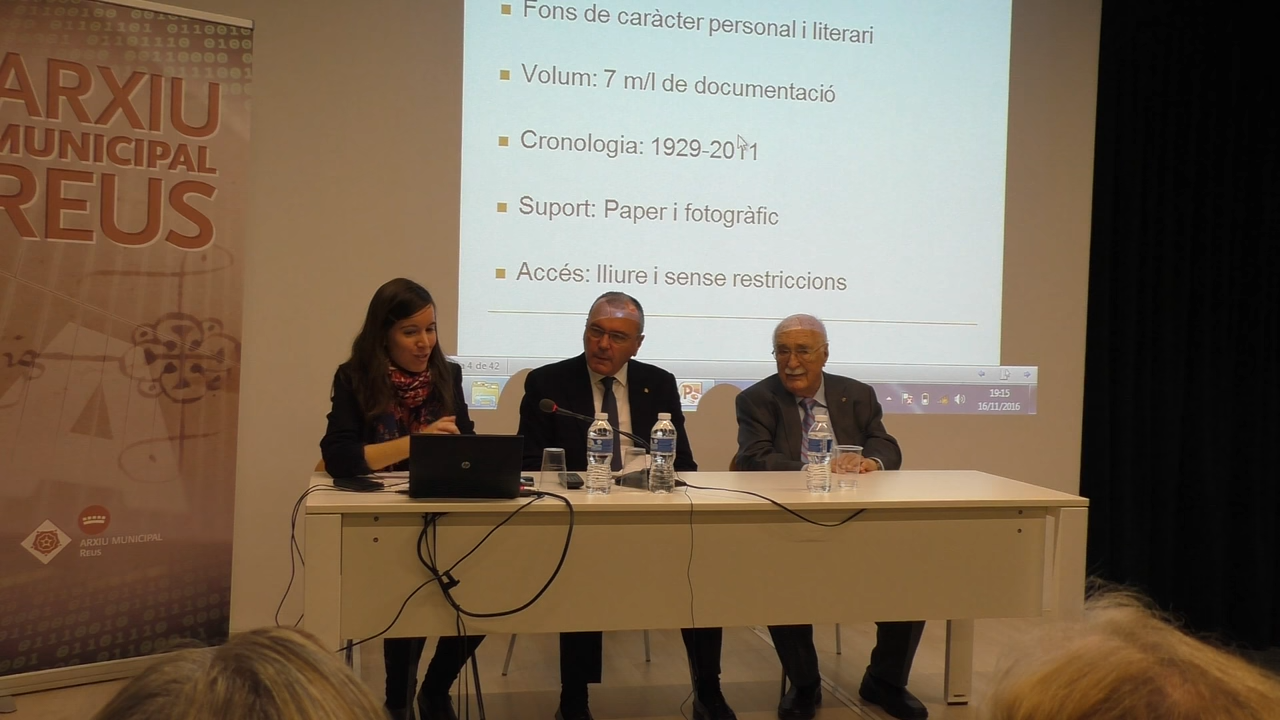 ARXIU
MUNICIPAL
REUS
ARXIU MUNICIPAL
REUS
Fons de caràcter personal i literari
Volum: 7 m/l de documentació
Cronologia: 1929-2011
Suport: Paper i fotogràfic
Accés: lliure i sense restriccions
4 de 42
19:15
16/11/2016
hp